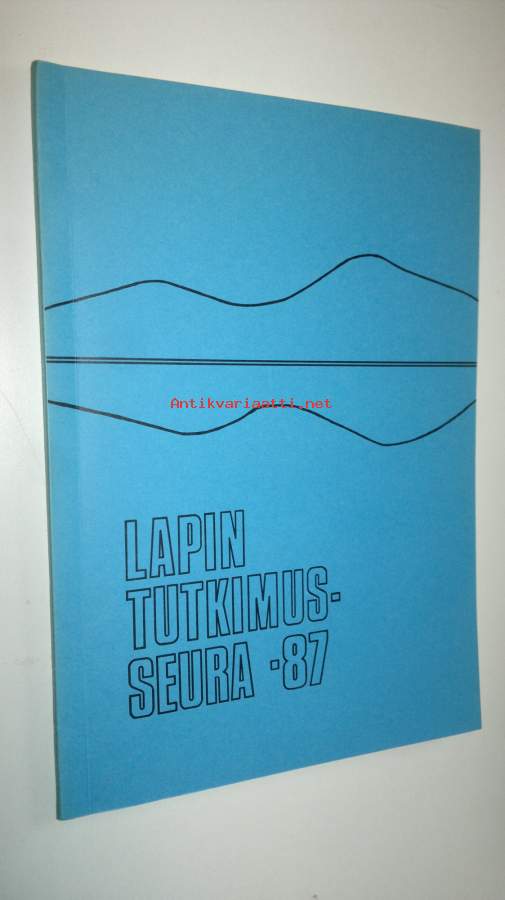 Antikvariaatti.net
LAPIN
TUTKIMUS-
SEURA -87